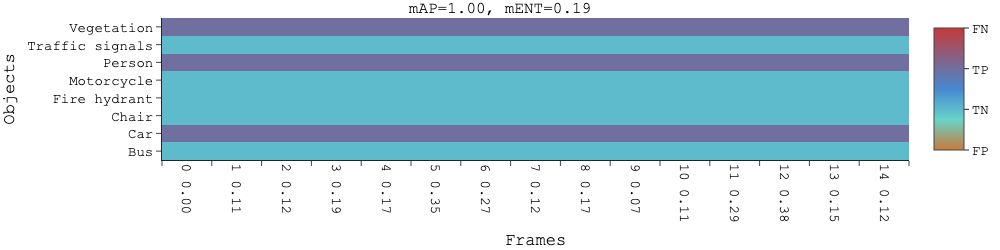 mAP=1.00, mENT=0.19
Objects
Vegetation
Traffic signals
Person
Motorcycle
Fire hydrant
Chair
Car
Bus
0 0.00
1 0.11
2 0.12
3 0.19
4 0.17
5 0.35
6 0.27
7 0.12
8 0.17
9 0.07
10 0.11
11 0.29
12 0.38
13 0.15
14 0.12
Frames
FN
TP
TN
FP